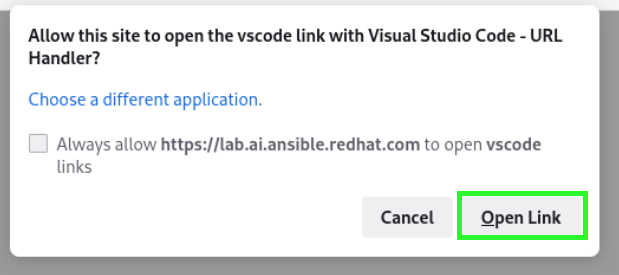 Allow this site to open the vscode link with Visual Studio Code - URL
Handler?
Choose a different application.
Always allow https://lab.ai.ansible.redhat.com to open vscode
links
Cancel
Open Link